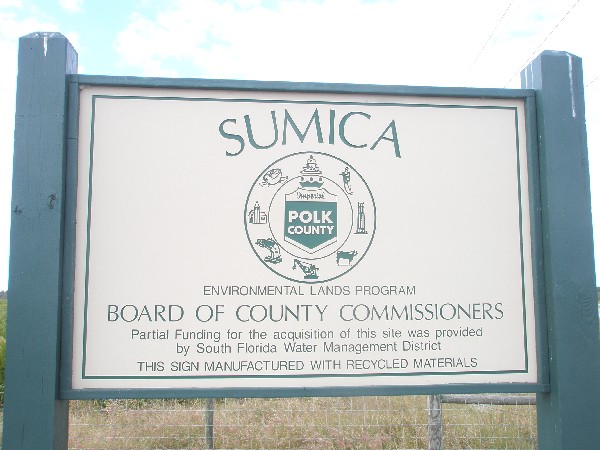 SUMICA
Imperial
POLK
COUNTY
ENVIRONMENTAL LANDS PROGRAM
BOARD OF COUNTY COMMISSIONERS
Partial Funding for the acquisition of this site was provided
by South Florida Water Management District
THIS SIGN MANUFACTURED WITH RECYCLED MATERIALS